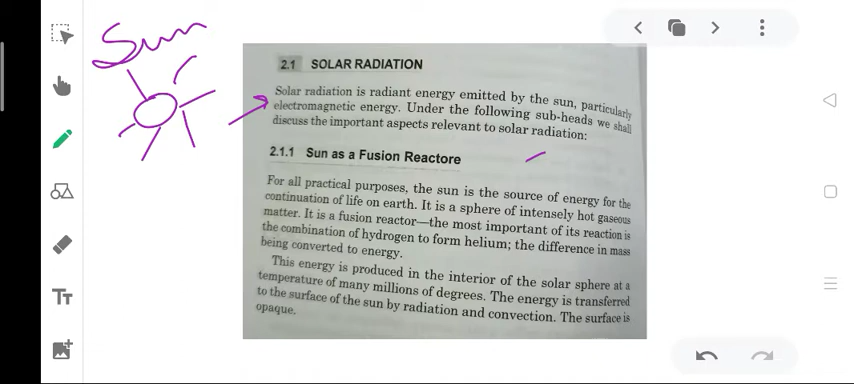 Sun
2.1 SOLAR RADIATION
Solar radiation is radiant energy emitted by the sun, particularly
electromagnetic energy. Under the following sub-heads we shall
discuss the important aspects relevant to solar radiation:
2.1.1 Sun as a Fusion Reactore
For all practical purposes, the sun is the source of energy for the
continuation of life on earth. It is a sphere of intensely hot gaseous
matter. It is a fusion reactor—the most important of its reaction is
the combination of hydrogen to form helium; the difference in mass
being converted to energy.
This energy is produced in the interior of the solar sphere at a
temperature of many millions of degrees. The energy is transferred
to the surface of the sun by radiation and convection. The surface is
opaque.
Tт